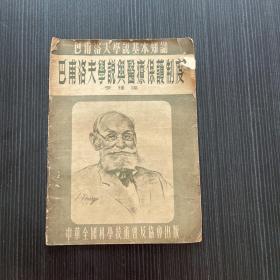 巴甫洛夫學說基本知識
巴甫洛夫學說與醫療保護制度
中華全國科學技術普及協會出版